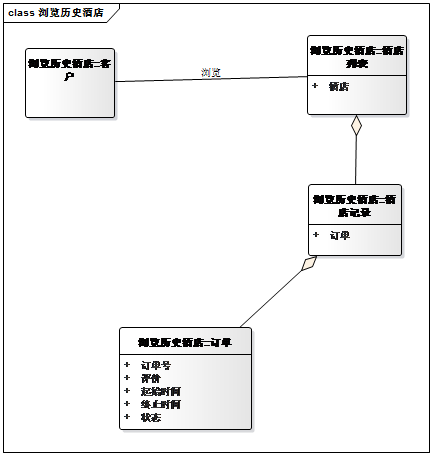 class 浏览历史酒店
浏览历史酒店::客
户
浏览
浏览历史酒店::酒店
列表
+ 酒店
浏览历史酒店::酒
店记录
+ 订单
浏览历史酒店::订单
+ 订单号
+ 评价
+ 起始时间
+ 终止时间
+ 状态